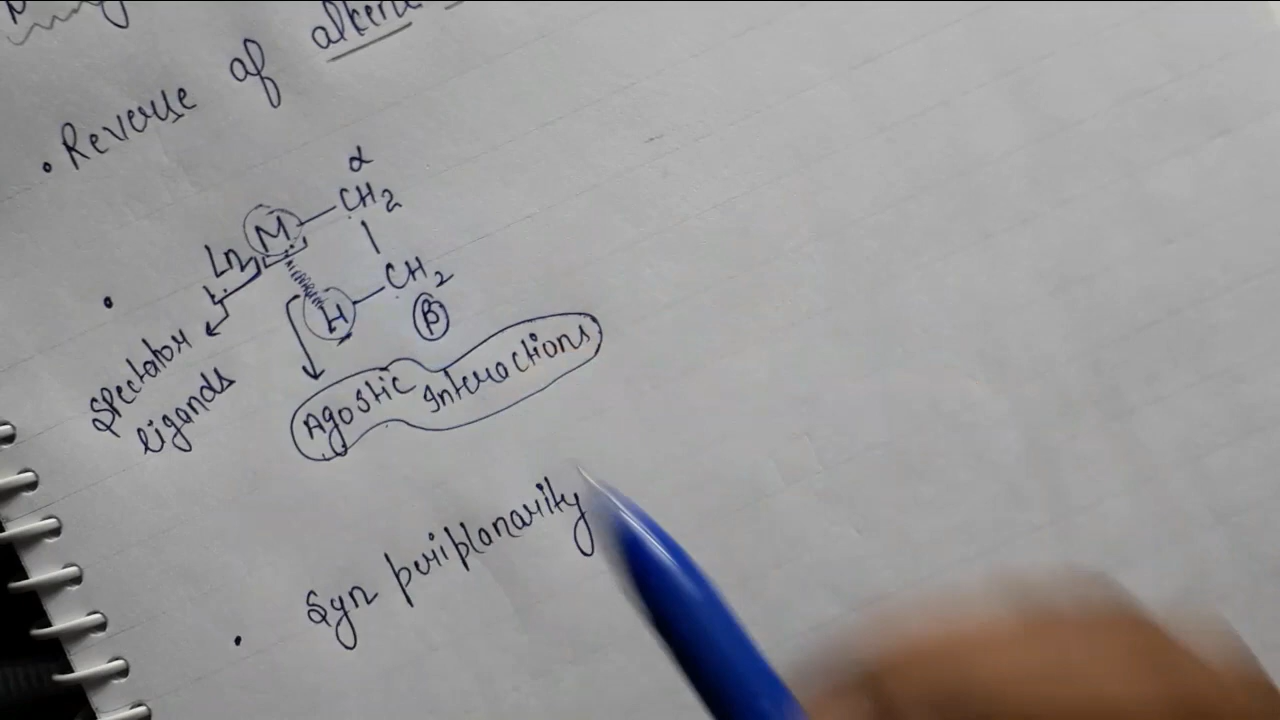 • Reverse of alkene
α
Ln M — CH2
|
H — CH2
β
Spectator
ligands
Agostic Interactions
• Syn periplanarity